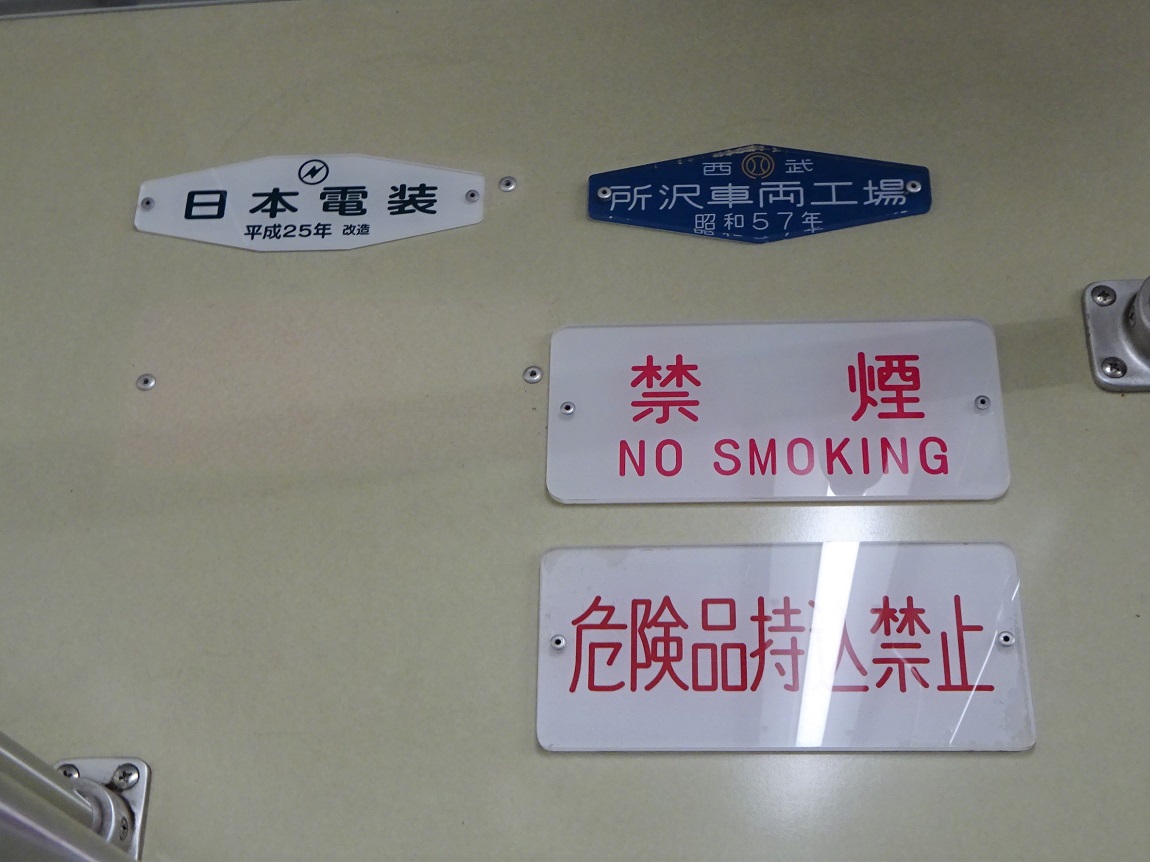 日本電装
平成25年 改造
西 武
所沢車両工場
昭和57年
禁 煙
NO SMOKING
危険品持込禁止